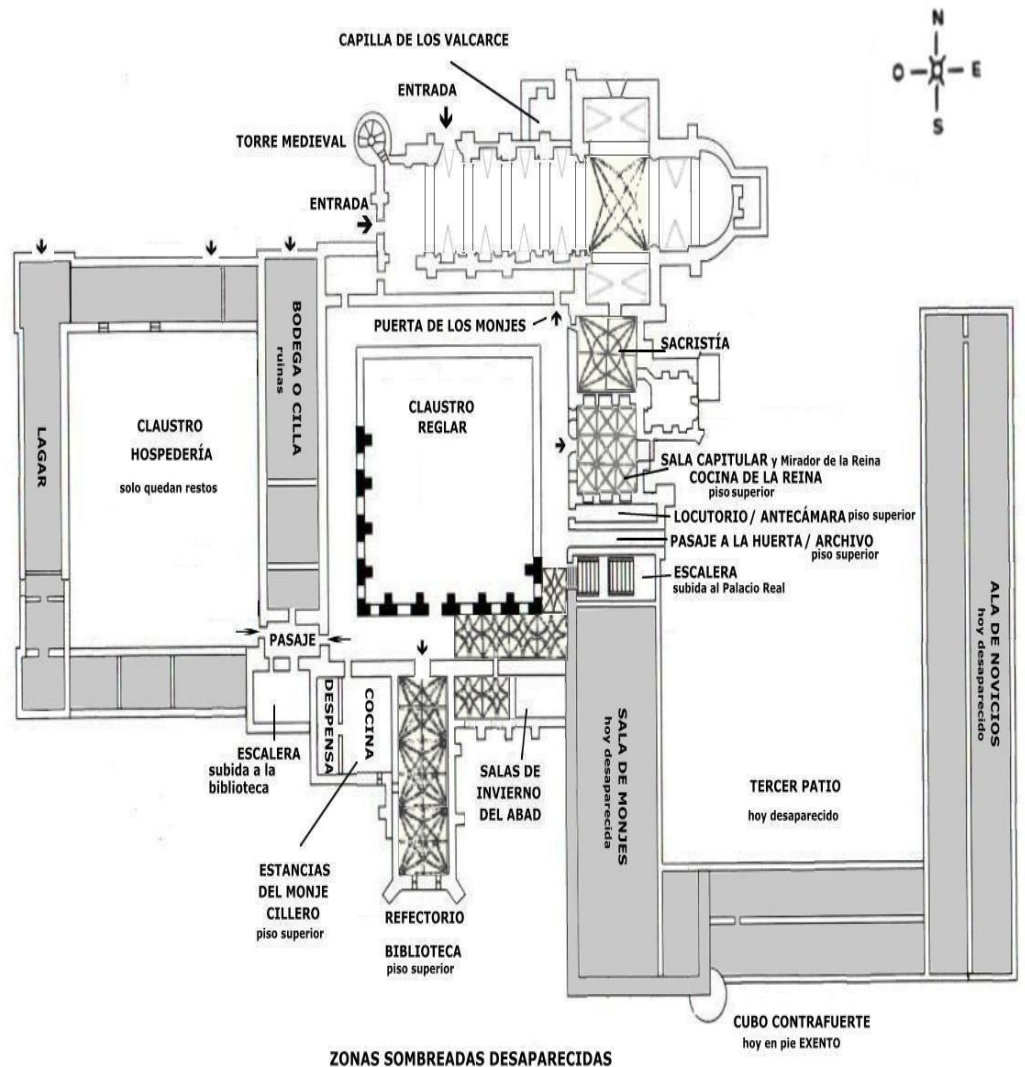 N
O
E
S
CAPILLA DE LOS VALCARCE
ENTRADA
TORRE MEDIEVAL
ENTRADA
PUERTA DE LOS MONJES
SACRISTÍA
BODEGA O CILLA
ruinas
LAGAR
CLAUSTRO
HOSPEDERÍA
solo quedan restos
CLAUSTRO
REGLAR
SALA CAPITULAR y Mirador de la Reina
COCINA DE LA REINA
piso superior
LOCUTORIO/ ANTECÁMARA piso superior
PASAJE A LA HUERTA/ ARCHIVO
piso superior
ESCALERA
subida al Palacio Real
PASAJE
DESPENSA
COCINA
ESCALERA
subida a la
biblioteca
SALAS DE
INVIERNO
DEL ABAD
SALA DE MONJES
hoy desaparecida
TERCER PATIO
hoy desaparecido
ALA DE NOVICIOS
hoy desaparecido
ESTANCIAS
DEL MONJE
CILLERO
piso superior
REFECTORIO
BIBLIOTECA
piso superior
CUBO CONTRAFUERTE
hoy en pie EXENTO
ZONAS SOMBREADAS DESAPARECIDAS